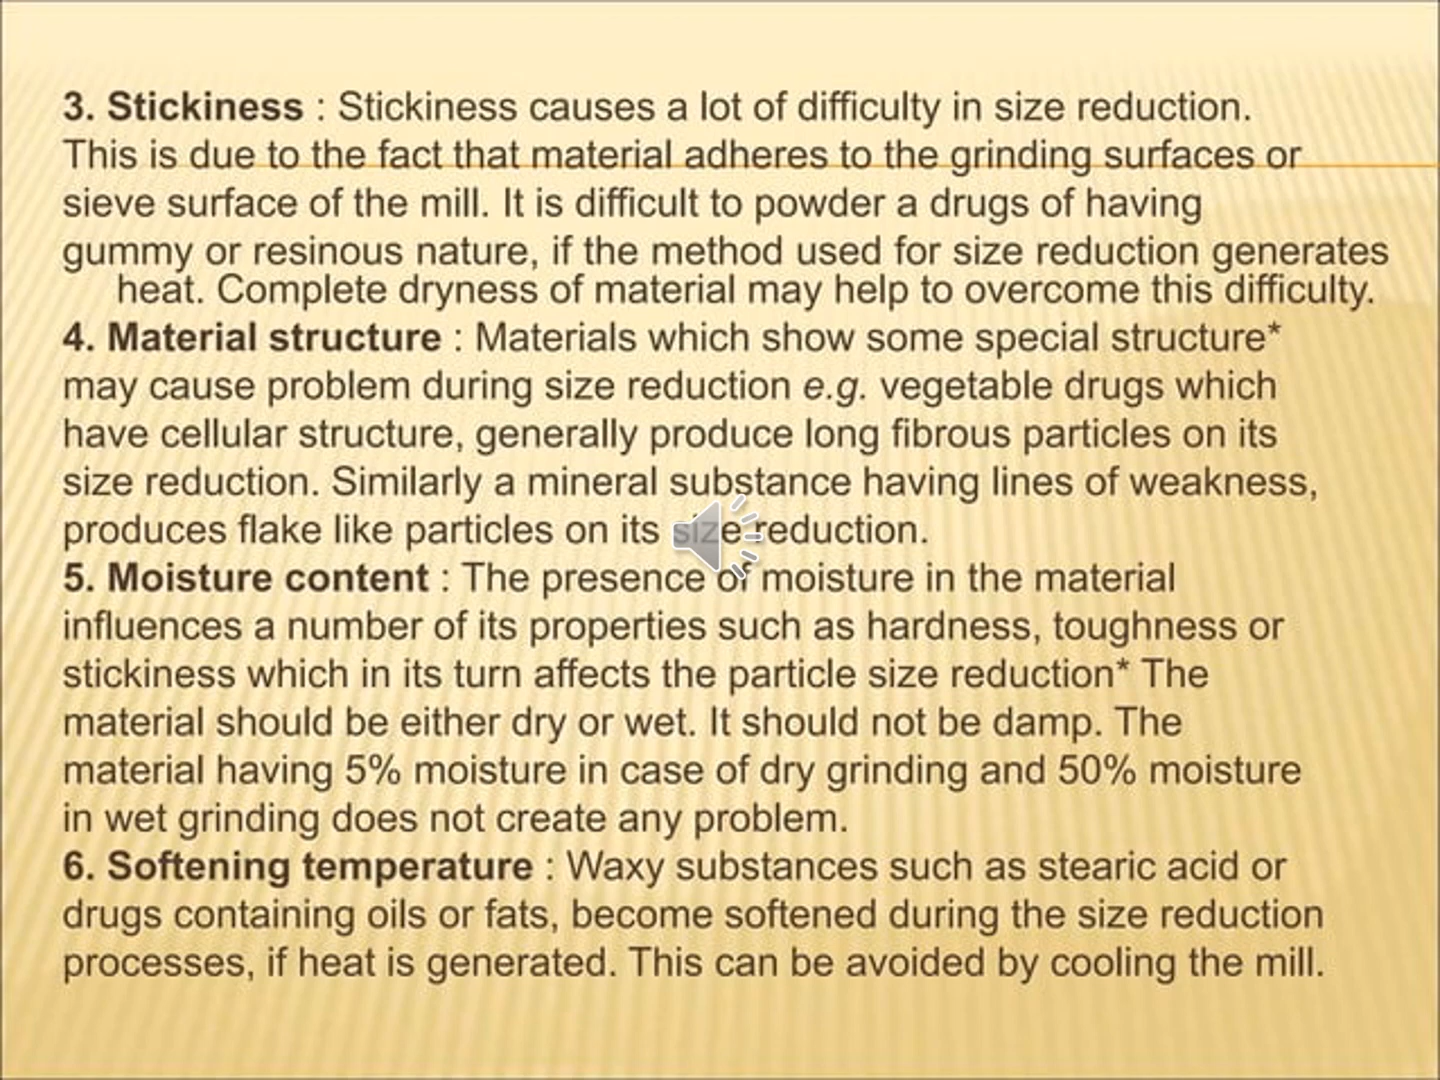 3. Stickiness : Stickiness causes a lot of difficulty in size reduction.
This is due to the fact that material adheres to the grinding surfaces or
sieve surface of the mill. It is difficult to powder a drugs of having
gummy or resinous nature, if the method used for size reduction generates
heat. Complete dryness of material may help to overcome this difficulty.
4. Material structure : Materials which show some special structure*
may cause problem during size reduction e.g. vegetable drugs which
have cellular structure, generally produce long fibrous particles on its
size reduction. Similarly a mineral substance having lines of weakness,
produces flake like particles on its size reduction.
5. Moisture content : The presence of moisture in the material
influences a number of its properties such as hardness, toughness or
stickiness which in its turn affects the particle size reduction* The
material should be either dry or wet. It should not be damp. The
material having 5% moisture in case of dry grinding and 50% moisture
in wet grinding does not create any problem.
6. Softening temperature : Waxy substances such as stearic acid or
drugs containing oils or fats, become softened during the size reduction
processes, if heat is generated. This can be avoided by cooling the mill.